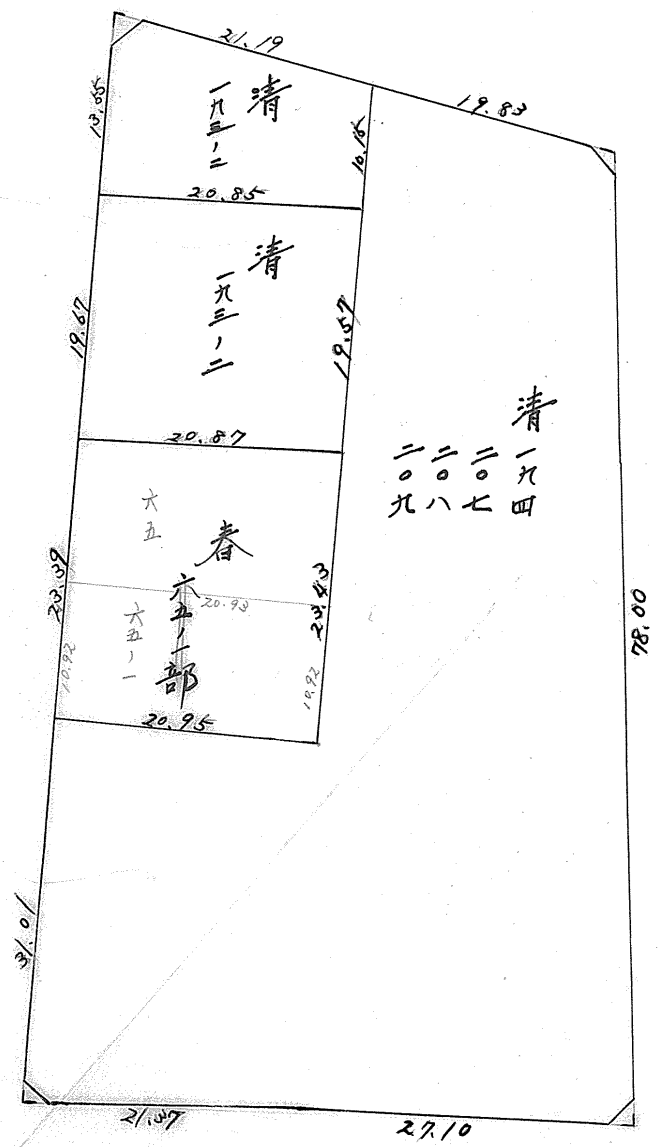 21.19
19.83
13.55
清
一九三ノ二
10.15
20.85
清
一九三ノ二
19.67
19.57
20.87
清
一九四
二〇七
二〇八
二〇九
六五
春
六五ノ一部
20.93
六五ノ一
23.39
23.43
10.92
10.92
20.95
78.00
31.01
21.37
27.10